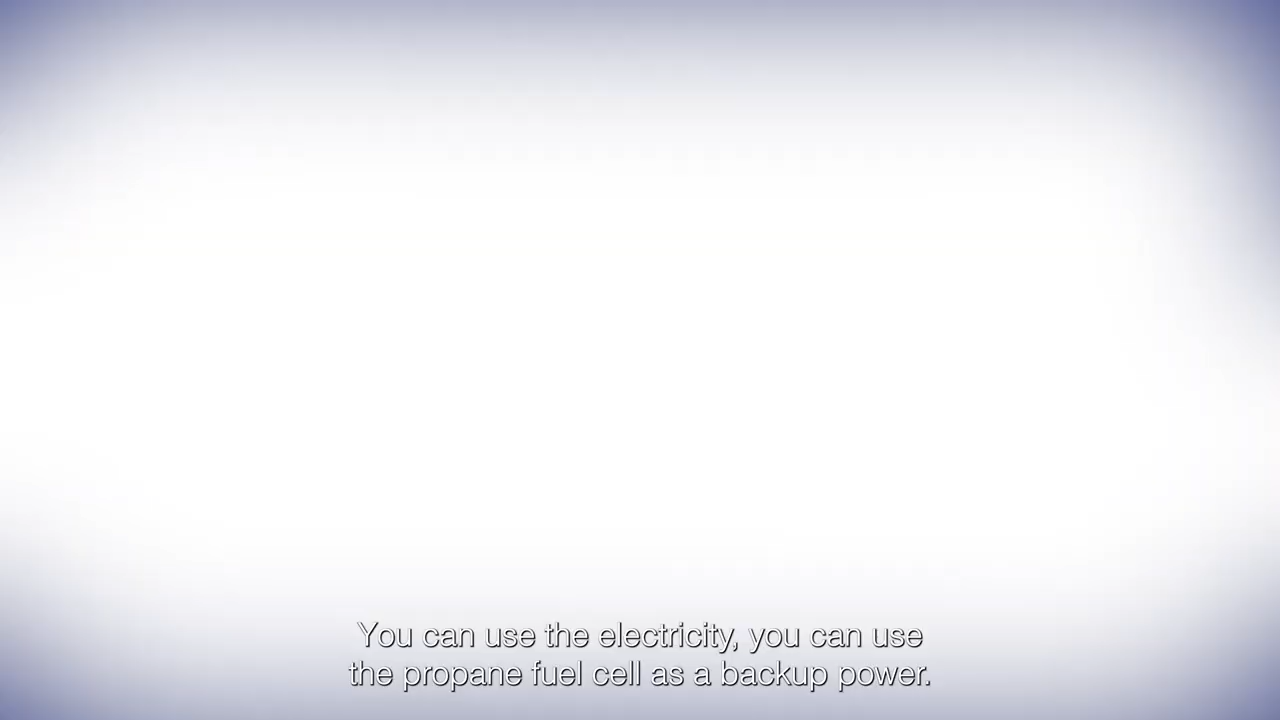 You can use the electricity, you can use
the propane fuel cell as a backup power.